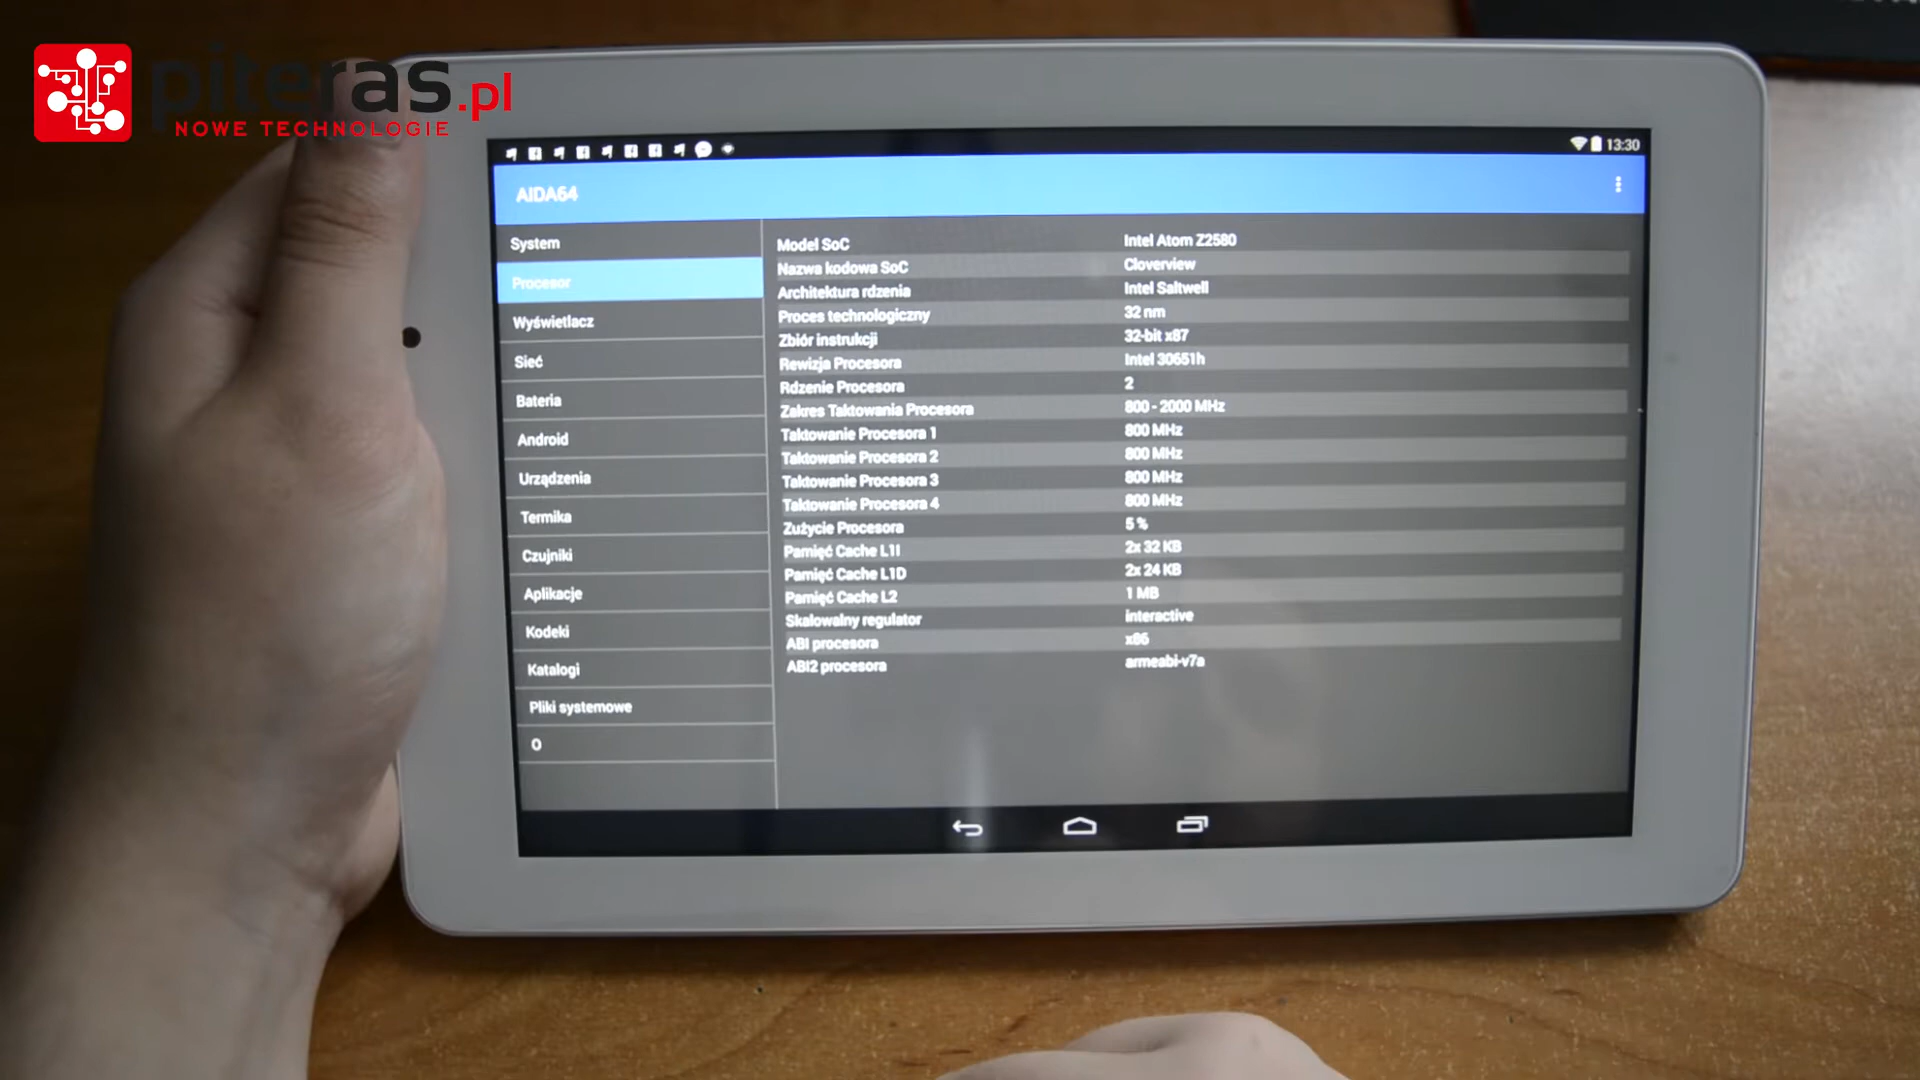 piteras.pl
NOWE TECHNOLOGIE
13:30
AIDA64
System
Procesor
Wyświetlacz
Sieć
Bateria
Android
Urządzenia
Termika
Czujniki
Aplikacje
Kodeki
Katalogi
Pliki systemowe
O
Model SoC Intel Atom Z2580
Nazwa kodowa SoC Cloverview
Architektura rdzenia Intel Saltwell
Proces technologiczny 32 nm
Zbiór instrukcji 32-bit x87
Rewizja Procesora Intel 30651h
Rdzenie Procesora 2
Zakres Taktowania Procesora 800 - 2000 MHz
Taktowanie Procesora 1 800 MHz
Taktowanie Procesora 2 800 MHz
Taktowanie Procesora 3 800 MHz
Taktowanie Procesora 4 800 MHz
Zużycie Procesora 5 %
Pamięć Cache L1I 2x 32 KB
Pamięć Cache L1D 2x 24 KB
Pamięć Cache L2 1 MB
Skalowalny regulator interactive
ABI procesora x86
ABI2 procesora armeabi-v7a